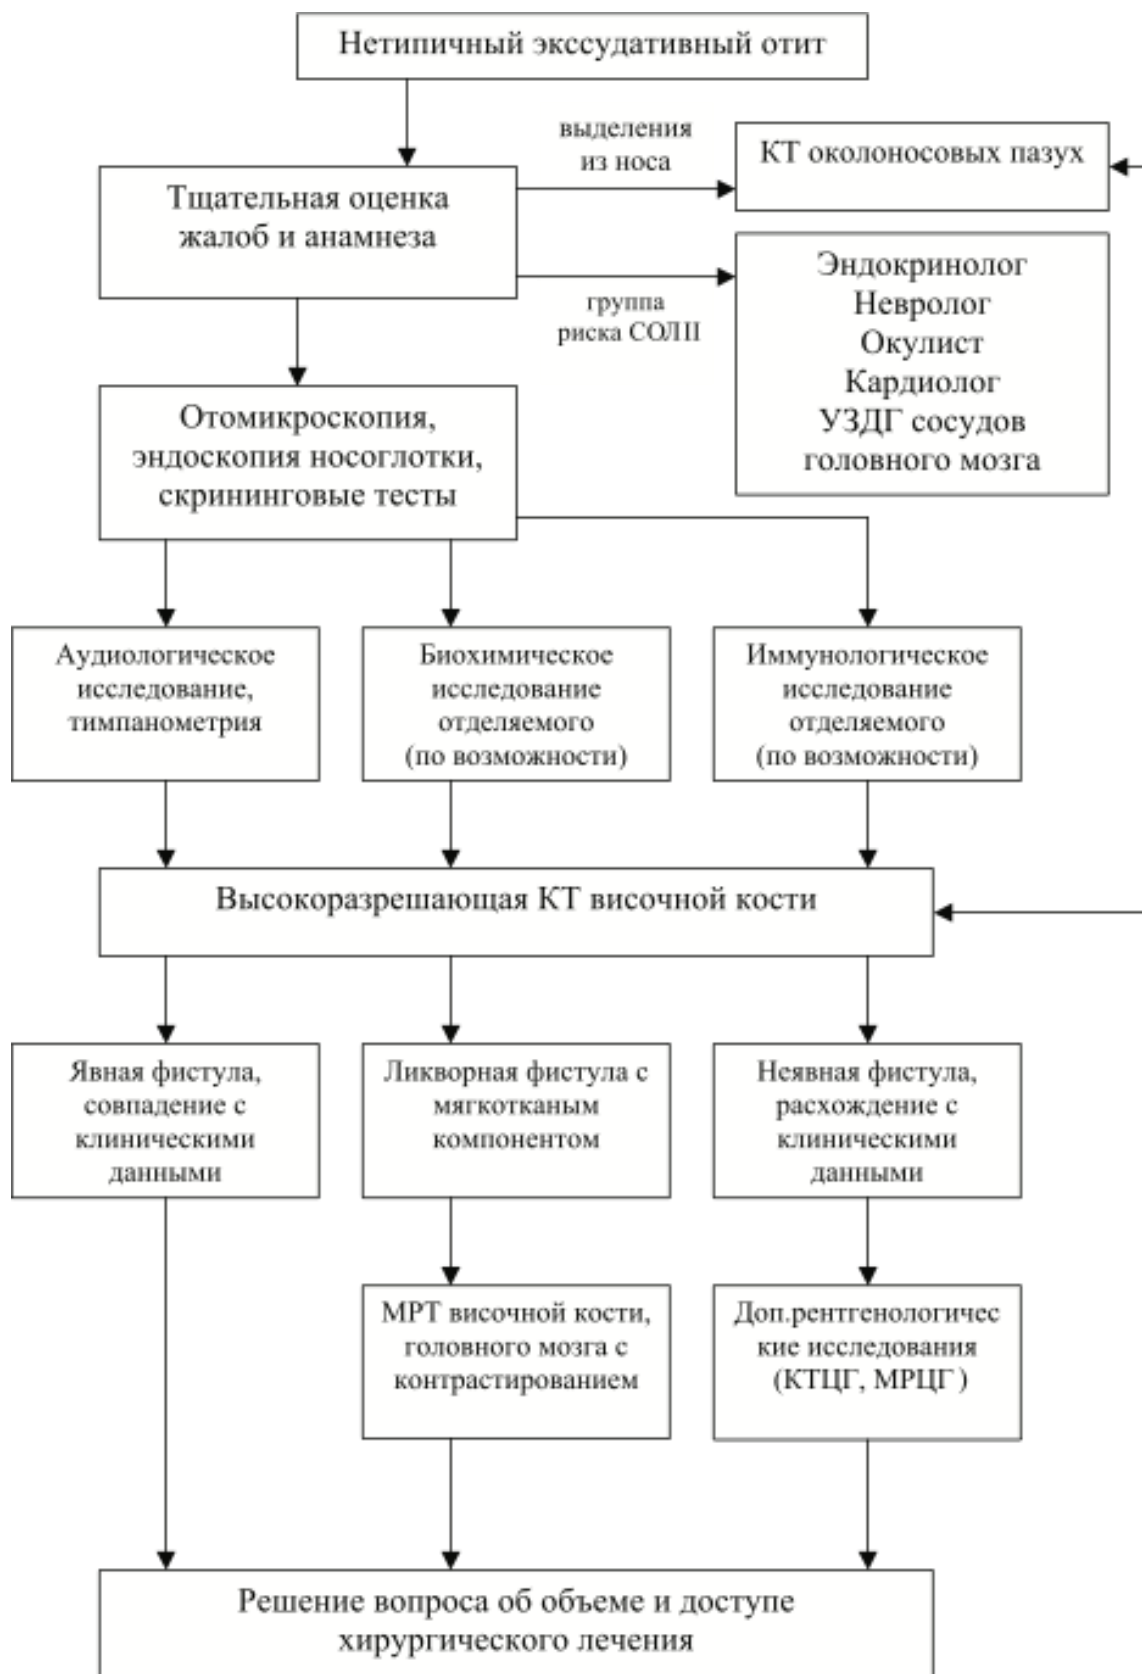 Нетипичный экссудативный отит
выделения
из носа
КТ околоносовых пазух
Тщательная оценка
жалоб и анамнеза
группа
риска СОЛП
Эндокринолог
Невролог
Окулист
Кардиолог
УЗДГ сосудов
головного мозга
Отомикроскопия,
эндоскопия носоглотки,
скрининговые тесты
Аудиологическое
исследование,
тимпанометрия
Биохимическое
исследование
отделяемого
(по возможности)
Иммунологическое
исследование
отделяемого
(по возможности)
Высокоразрешающая КТ височной кости
Явная фистула,
совпадение с
клиническими
данными
Ликворная фистула с
мягкотканым
компонентом
Неявная фистула,
расхождение с
клиническими
данными
МРТ височной кости,
головного мозга с
контрастированием
Доп.рентгенологичес
кие исследования
(КТЦГ, МРЦГ )
Решение вопроса об объеме и доступе
хирургического лечения